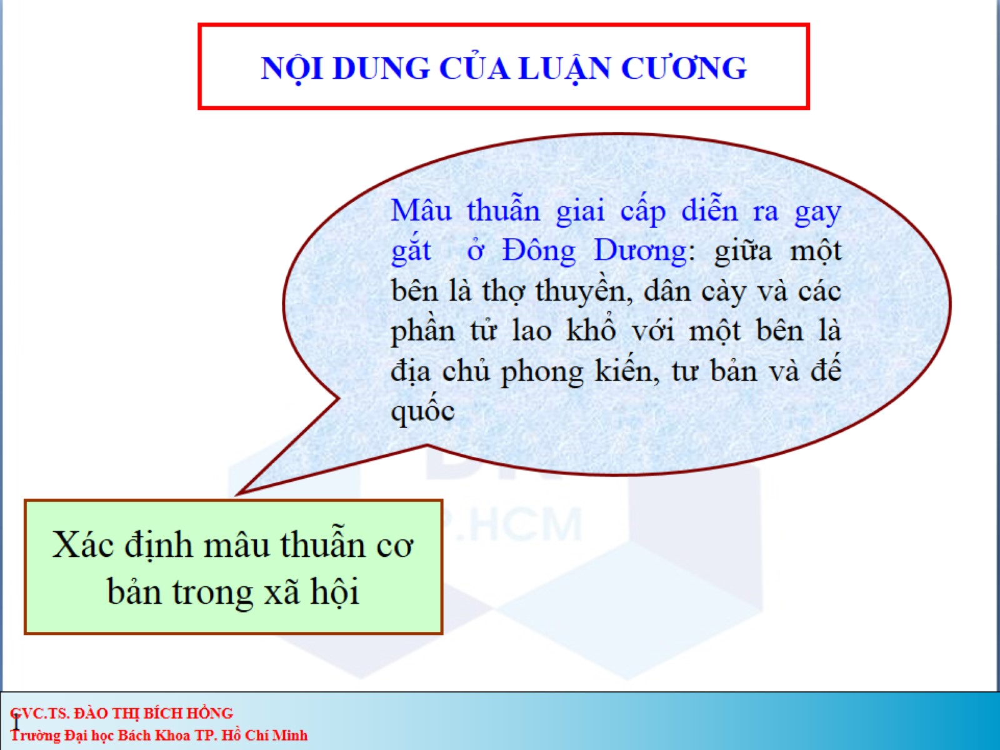 NỘI DUNG CỦA LUẬN CƯƠNG
Mâu thuẫn giai cấp diễn ra gay
gắt ở Đông Dương: giữa một
bên là thợ thuyền, dân cày và các
phần tử lao khổ với một bên là
địa chủ phong kiến, tư bản và đế
quốc
Xác định mâu thuẫn cơ
bản trong xã hội
P.HCM
GVC.TS. ĐÀO THỊ BÍCH HỒNG
1
Trường Đại học Bách Khoa TP. Hồ Chí Minh